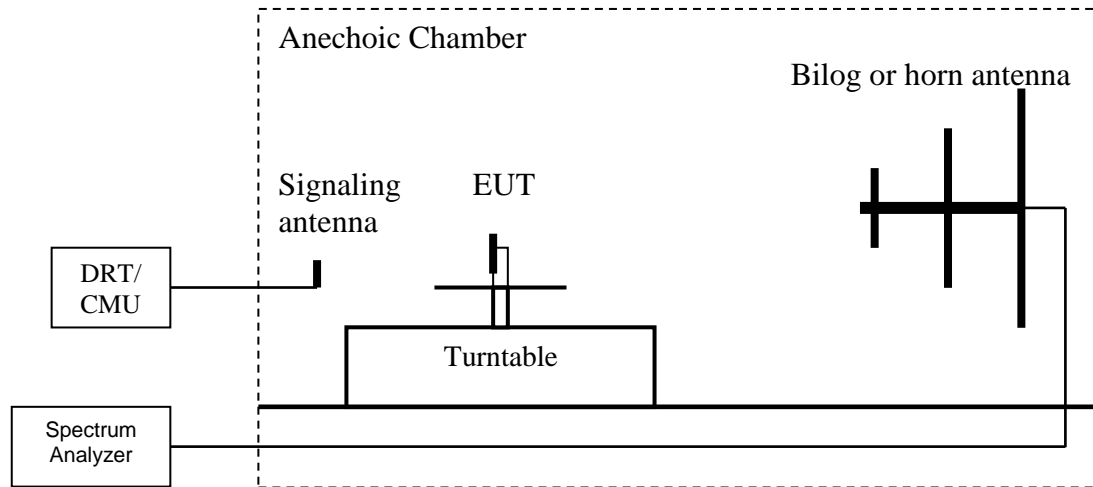 Anechoic Chamber
Bilog or horn antenna
Signaling
antenna
EUT
DRT/
CMU
Turntable
Spectrum
Analyzer